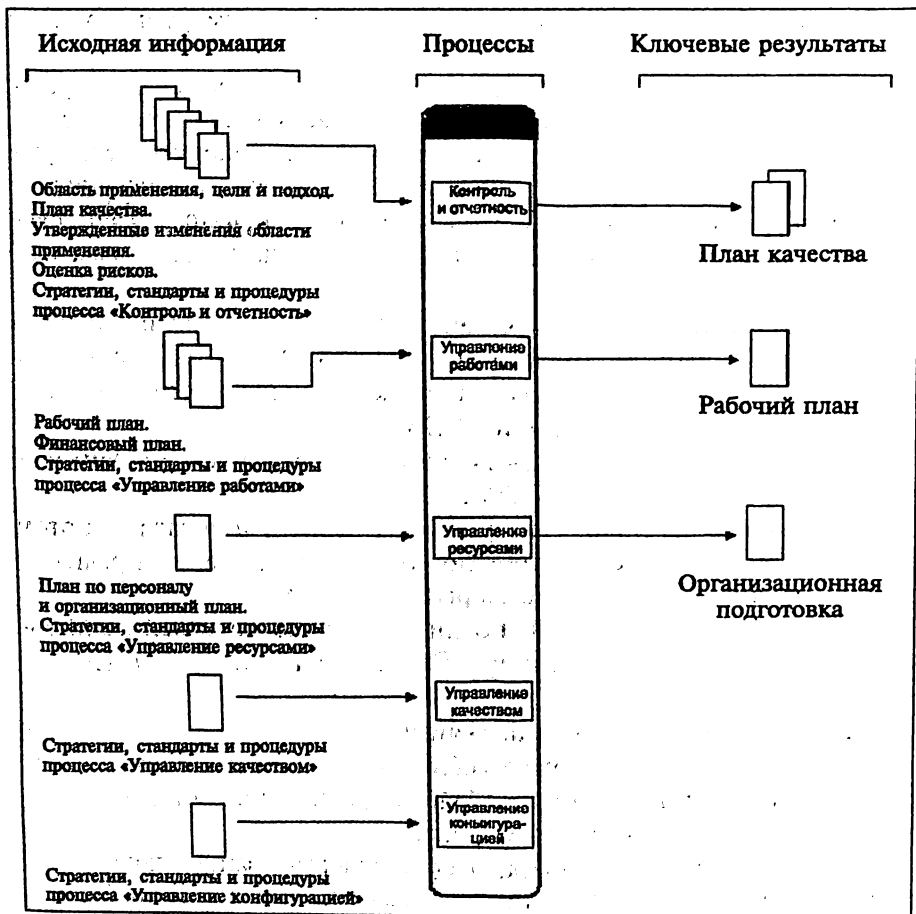 Исходная информация
Процессы
Ключевые результаты
Область применения, цели и подход.
План качества.
Утвержденные изменения области
применения.
Оценка рисков.
Стратегии, стандарты и процедуры
процесса «Контроль и отчетность»
Контроль
и отчетность
План качества
Рабочий план.
Финансовый план.
Стратегии, стандарты и процедуры
процесса «Управление работами»
Управление
работами
Рабочий план
План по персоналу
и организационный план.
Стратегии, стандарты и процедуры
процесса «Управление ресурсами»
Управление
ресурсами
Организационная
подготовка
Стратегии, стандарты и процедуры
процесса «Управление качеством»
Управление
качеством
Стратегии, стандарты и процедуры
процесса «Управление конфигурацией»
Управление
коньигура-
цией